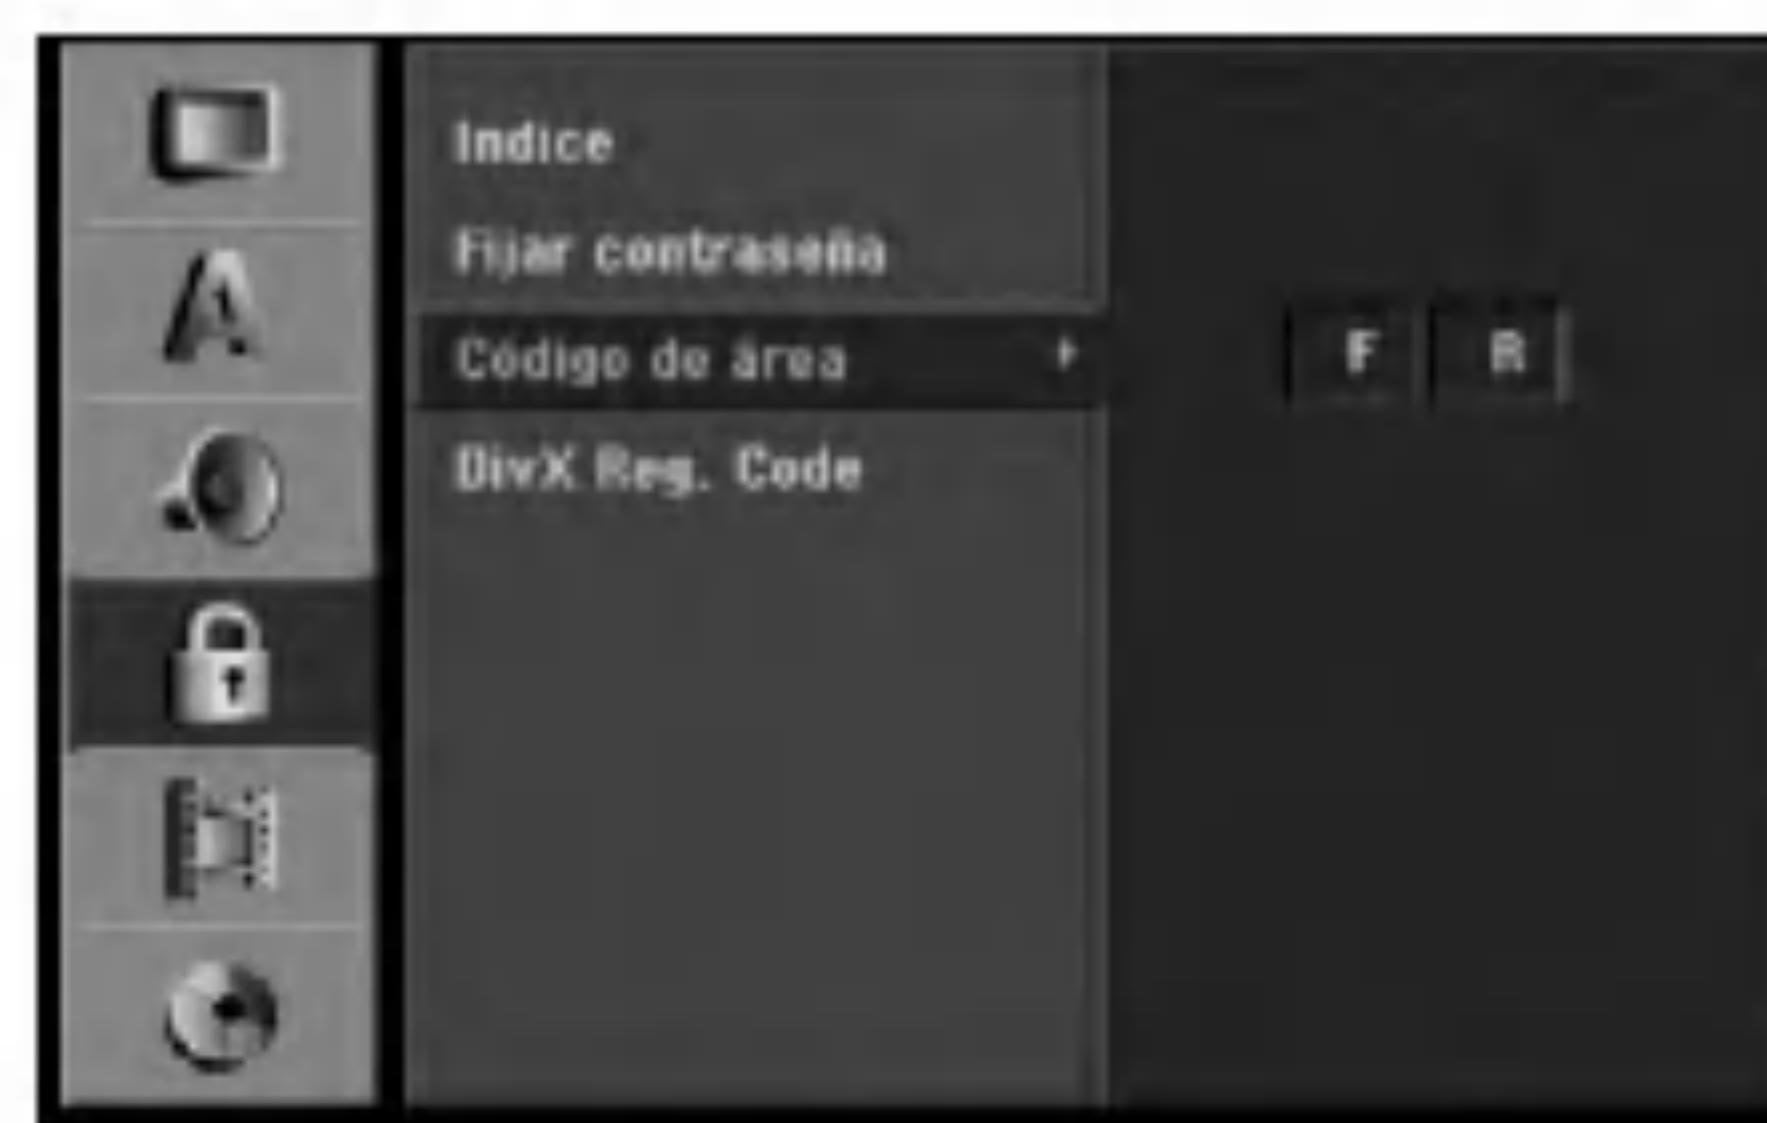 Indice
Fijar contraseña
Código de área
F R
DivX Reg. Code